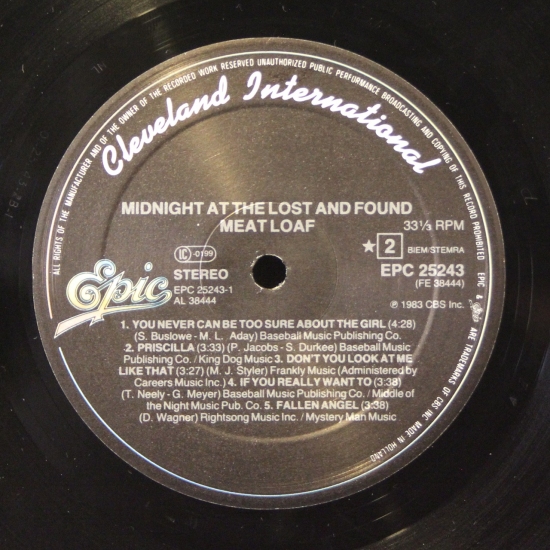 ALL RIGHTS OF THE MANUFACTURER AND OF THE OWNER OF THE RECORDED WORK RESERVED UNAUTHORIZED PUBLIC PERFORMANCE BROADCASTING AND COPYING OF THIS RECORD PROHIBITED EPIC & ARE TRADEMARKS OF CBS INC MADE IN HOLLAND
Cleveland International
MIDNIGHT AT THE LOST AND FOUND
MEAT LOAF
33⅓ RPM
LC -0199
★ 2 BIEM/STEMRA
Epic
STEREO
EPC 25243
EPC 25243-1
(FE 38444)
AL 38444
℗ 1983 CBS Inc.
1. YOU NEVER CAN BE TOO SURE ABOUT THE GIRL (4:28)
(S. Buslowe - M. L. Aday) Baseball Music Publishing Co.
2. PRISCILLA (3:33) (P. Jacobs - S. Durkee) Baseball Music
Publishing Co. / King Dog Music 3. DON'T YOU LOOK AT ME
LIKE THAT (3:27) (M. J. Styler) Frankly Music (Administered by
Careers Music Inc.) 4. IF YOU REALLY WANT TO (3:38)
(T. Neely - G. Meyer) Baseball Music Publishing Co. / Middle of
the Night Music Pub. Co. 5. FALLEN ANGEL (3:38)
(D. Wagner) Rightsong Music Inc. / Mystery Man Music